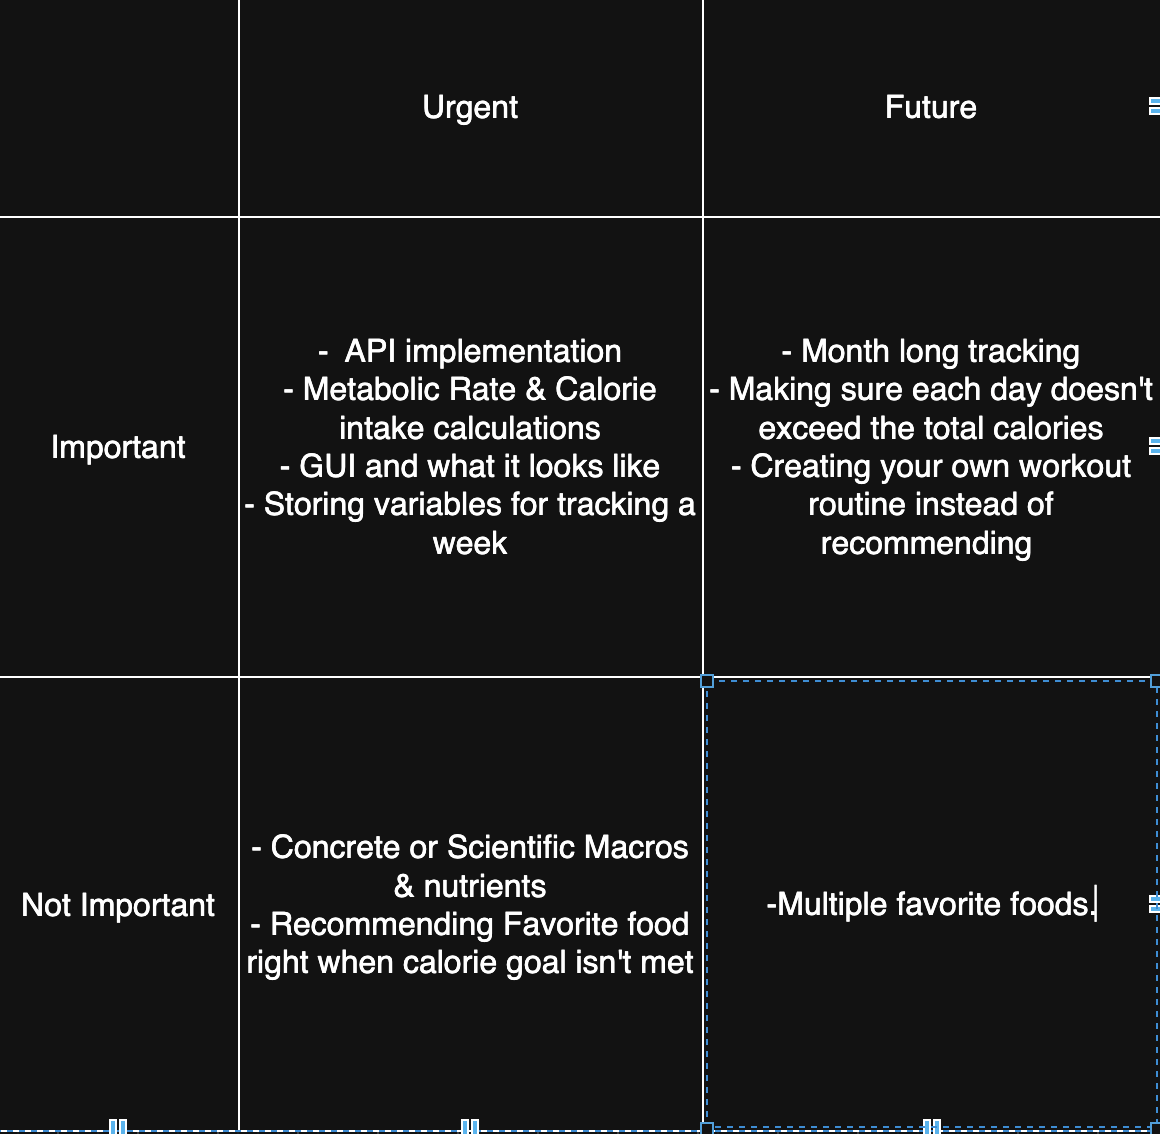 Urgent
Future
Important
-  API implementation
- Metabolic Rate & Calorie
intake calculations
- GUI and what it looks like
- Storing variables for tracking a
week
- Month long tracking
- Making sure each day doesn't
exceed the total calories
- Creating your own workout
routine instead of
recommending
Not Important
- Concrete or Scientific Macros
& nutrients
- Recommending Favorite food
right when calorie goal isn't met
-Multiple favorite foods.